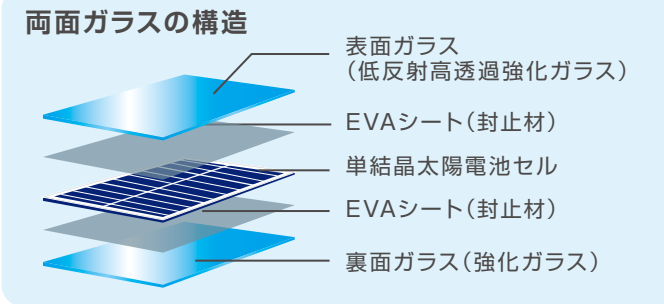 両面ガラスの構造
表面ガラス
（低反射高透過強化ガラス）
EVAシート（封止材）
単結晶太陽電池セル
EVAシート（封止材）
裏面ガラス（強化ガラス）